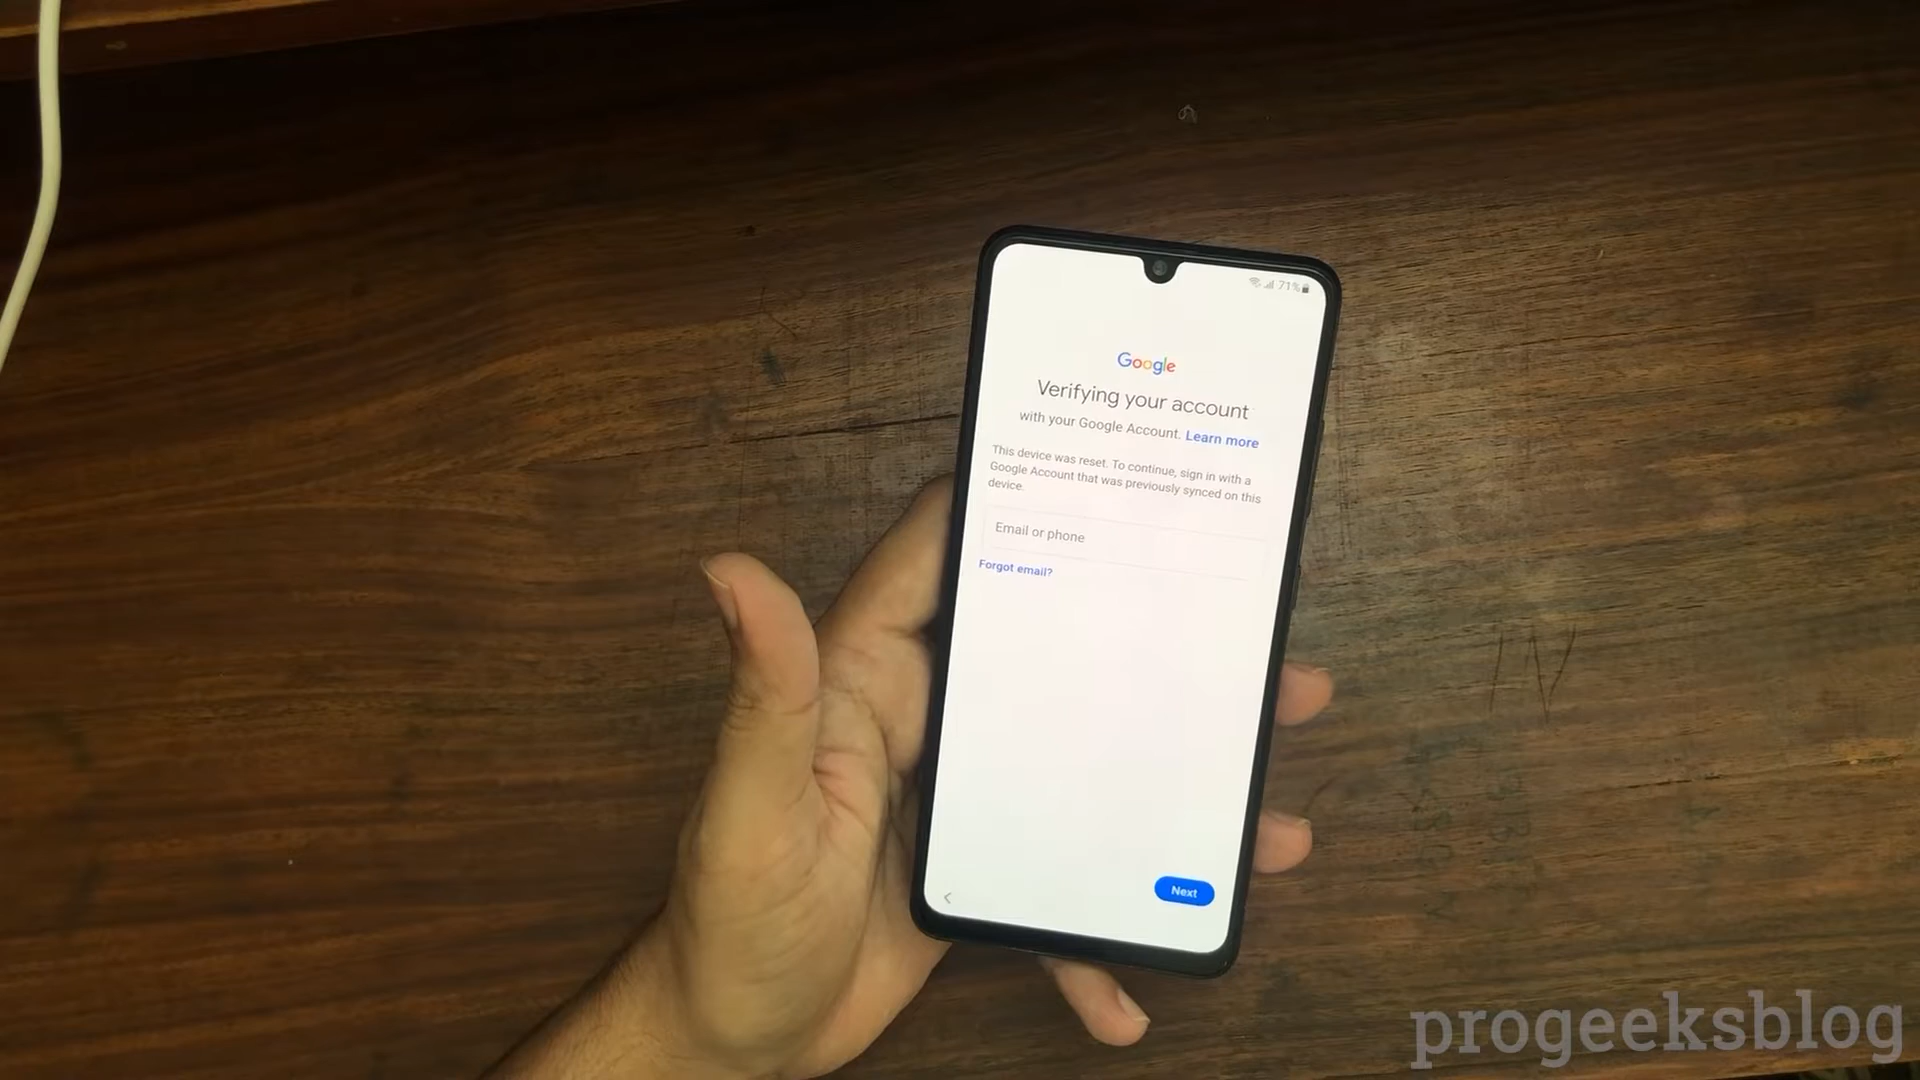 71%
Google
Verifying your account
with your Google Account. Learn more
This device was reset. To continue, sign in with a
Google Account that was previously synced on this
device.
Email or phone
Forgot email?
Next
IN
progeeksblog